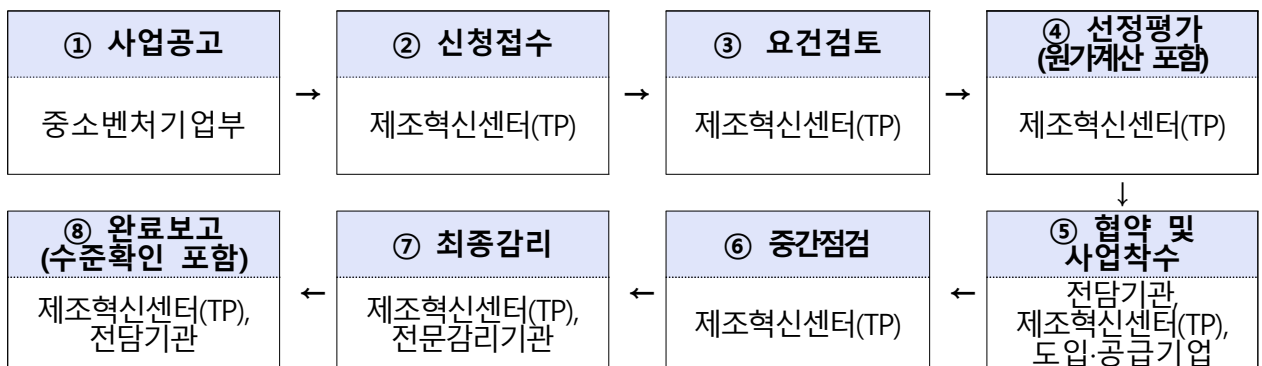 ① 사업공고
중소벤처기업부
→
② 신청접수
제조혁신센터(TP)
→
③ 요건검토
제조혁신센터(TP)
→
④ 선정평가
(원가계산 포함)
제조혁신센터(TP)
↓
⑤ 협약 및
사업착수
전담기관,
제조혁신센터(TP),
도입·공급기업
←
⑥ 중간점검
제조혁신센터(TP)
←
⑦ 최종감리
제조혁신센터(TP),
전문감리기관
←
⑧ 완료보고
(수준확인 포함)
제조혁신센터(TP),
전담기관